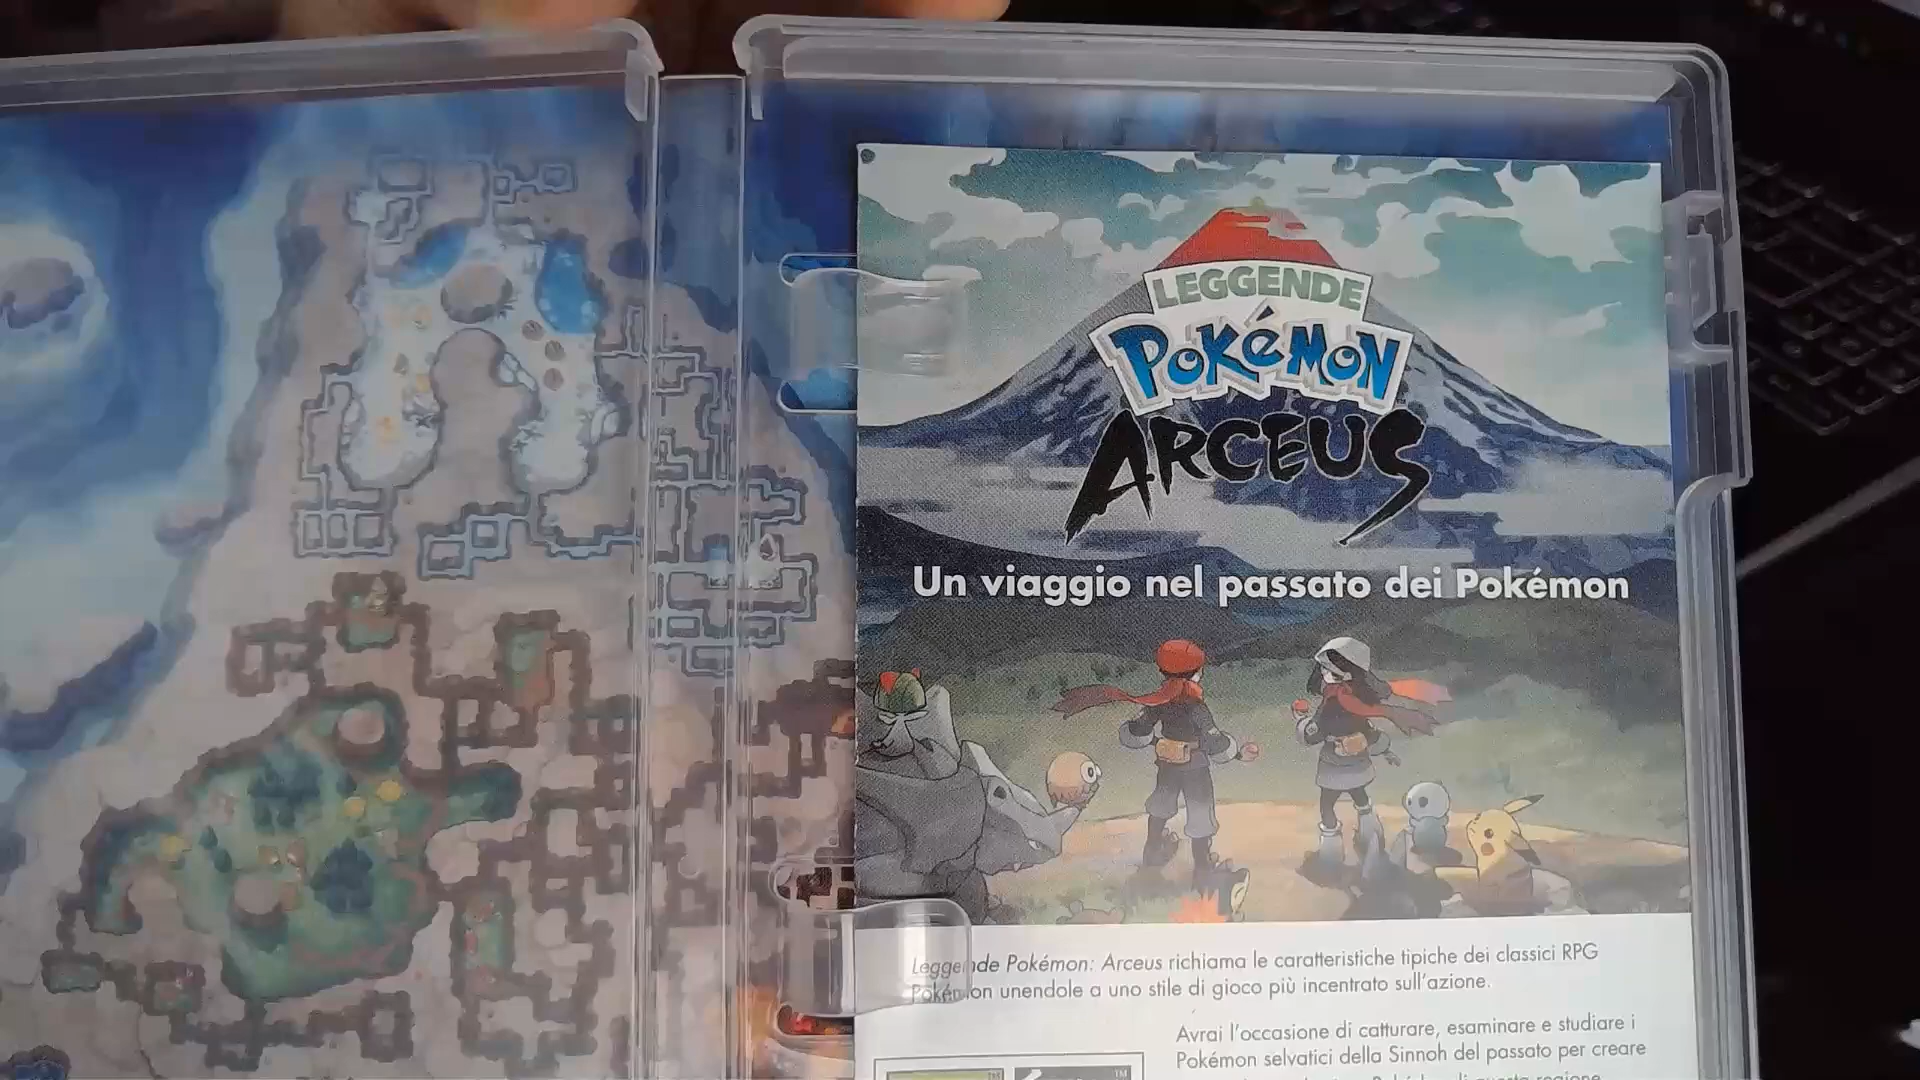 LEGGENDE
POKÉMON
ARCEUS
Un viaggio nel passato dei Pokémon
Leggende Pokémon: Arceus richiama le caratteristiche tipiche dei classici RPG
Pokémon unendole a uno stile di gioco più incentrato sull'azione.
Avrai l'occasione di catturare, esaminare e studiare i
Pokémon selvatici della Sinnoh del passato per creare